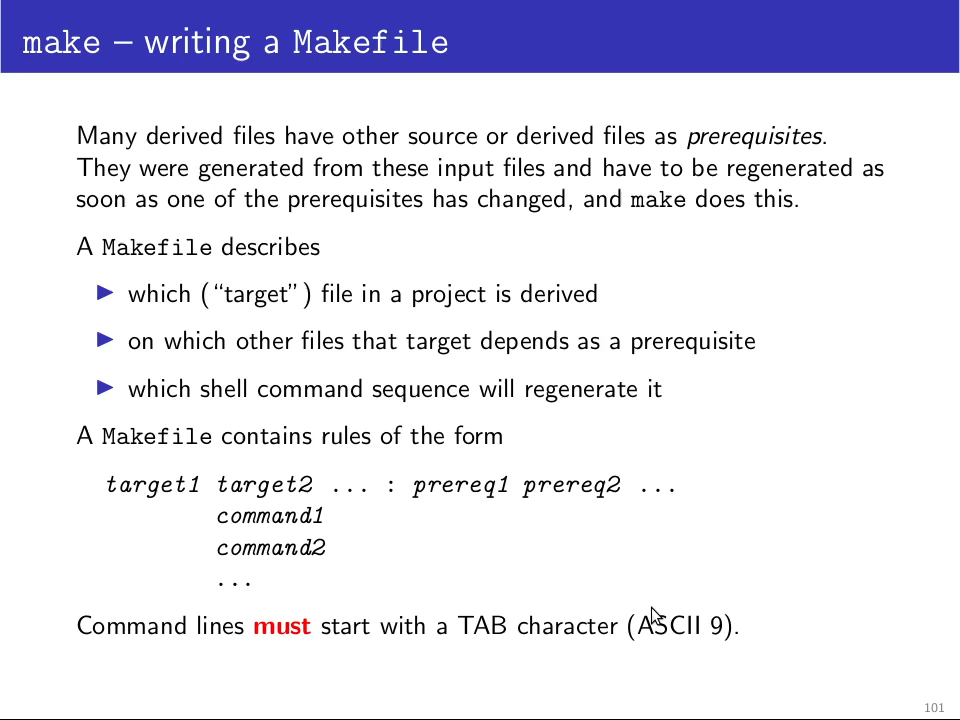 make – writing a Makefile
Many derived files have other source or derived files as prerequisites.
They were generated from these input files and have to be regenerated as
soon as one of the prerequisites has changed, and make does this.
A Makefile describes
which (“target”) file in a project is derived
on which other files that target depends as a prerequisite
which shell command sequence will regenerate it
A Makefile contains rules of the form
target1 target2 ... : prereq1 prereq2 ...
command1
command2
...
Command lines must start with a TAB character (ASCII 9).
101